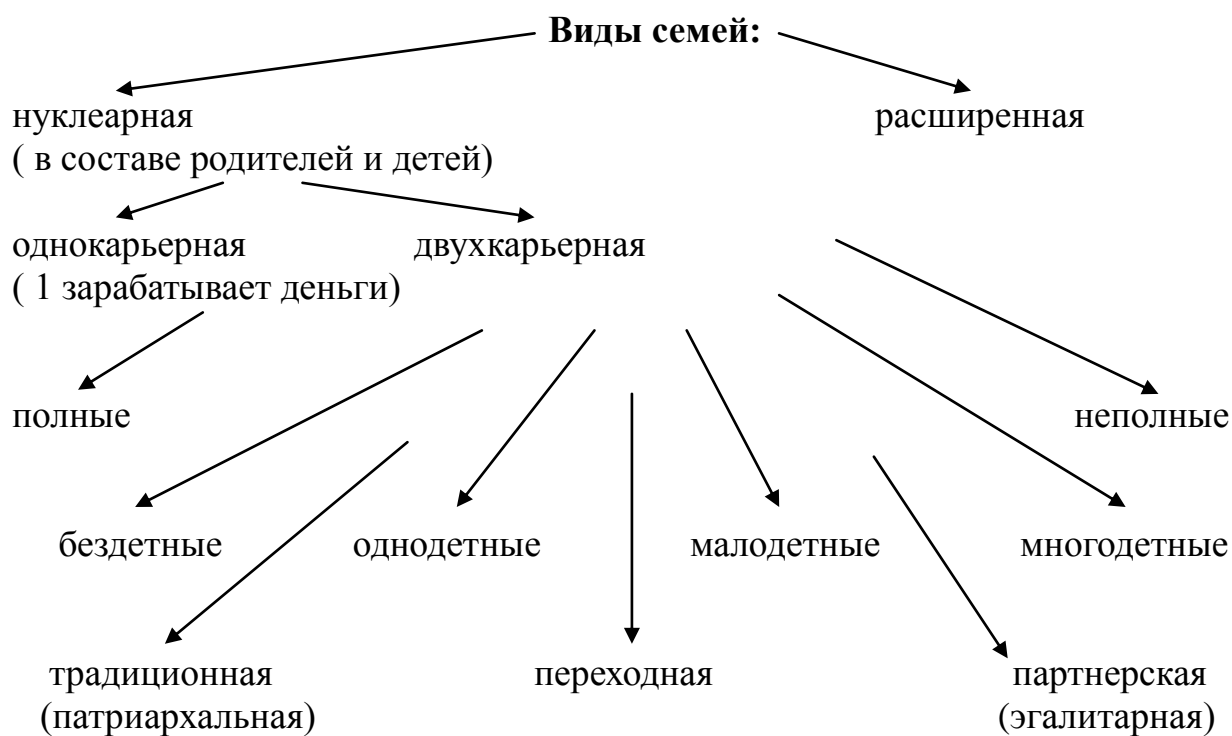 Виды семей:
нуклеарная расширенная
( в составе родителей и детей)
однокарьерная двухкарьерная
( 1 зарабатывает деньги)
полные неполные
бездетные однодетные малодетные многодетные
традиционная переходная партнерская
(патриархальная) (эгалитарная)